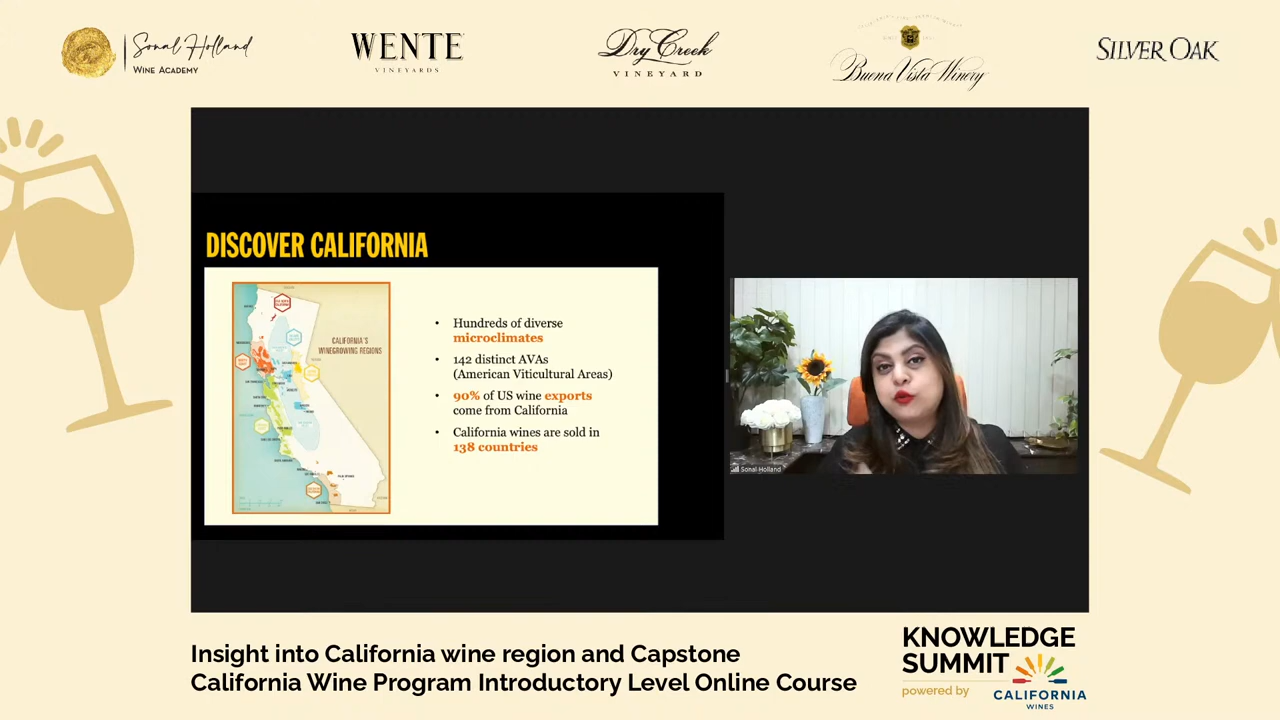 Sonal Holland
WINE ACADEMY
WENTE
VINEYARDS
Dry Creek
VINEYARD
Buena Vista Winery
SILVER OAK
DISCOVER CALIFORNIA
CALIFORNIA'S
WINEGROWING REGIONS
• Hundreds of diverse
microclimates
• 142 distinct AVAs
(American Viticultural Areas)
• 90% of US wine exports
come from California
• California wines are sold in
138 countries
Sonal Holland
Insight into California wine region and Capstone
California Wine Program Introductory Level Online Course
KNOWLEDGE
SUMMIT
powered by
CALIFORNIA
WINES